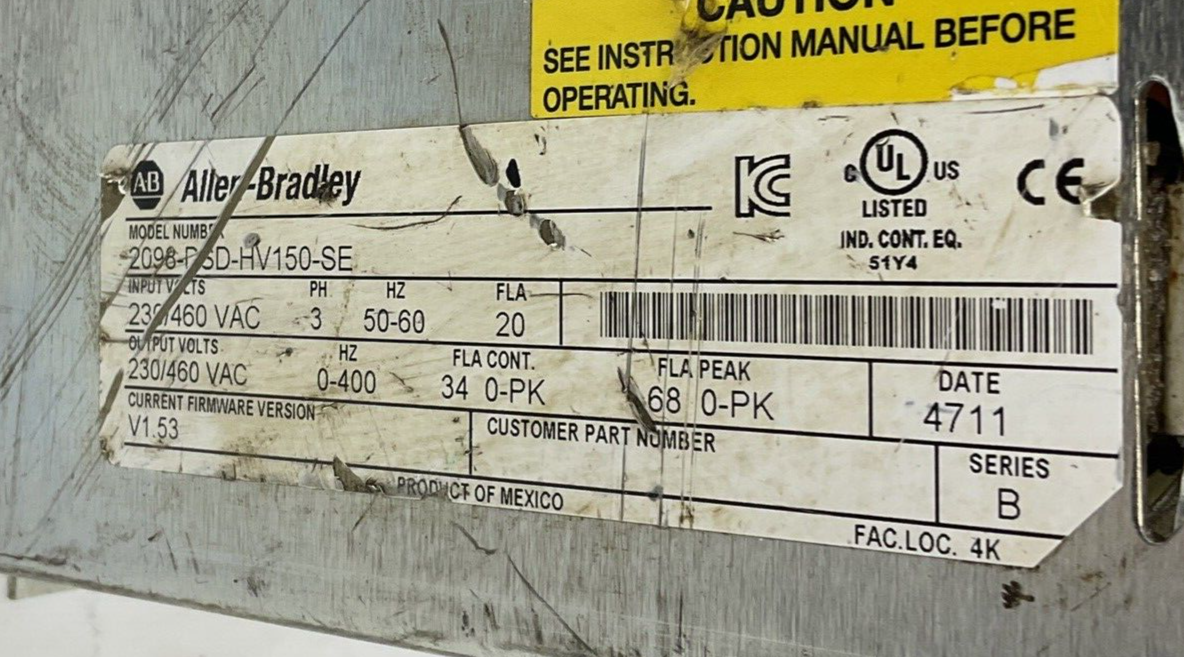 CAUTION
SEE INSTRUCTION MANUAL BEFORE
OPERATING.
AB Allen-Bradley
KC
C UL US
LISTED
IND. CONT. EQ.
51Y4
CE
MODEL NUMBER
2098-DSD-HV150-SE
INPUT VOLTS PH HZ FLA
230/460 VAC 3 50-60 20
OUTPUT VOLTS HZ FLA CONT. FLA PEAK DATE
230/460 VAC 0-400 34 0-PK 68 0-PK 4711
CURRENT FIRMWARE VERSION CUSTOMER PART NUMBER SERIES
V1.53 B
PRODUCT OF MEXICO
FAC.LOC. 4K